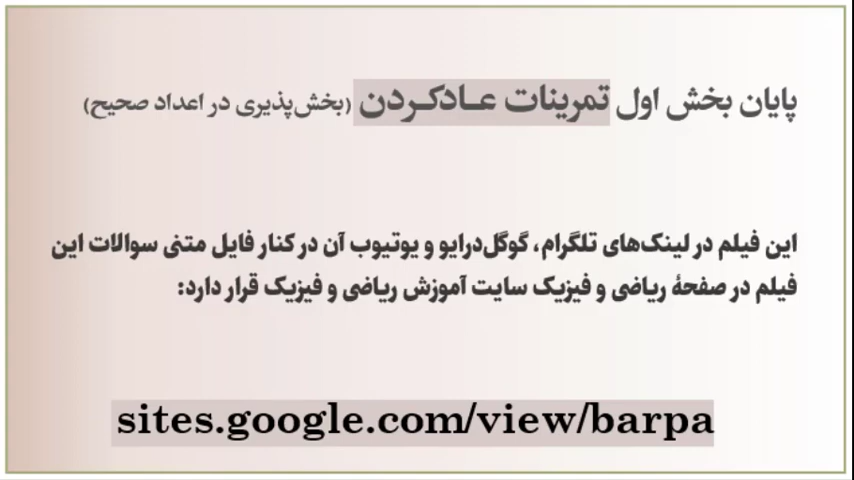 پایان بخش اول تمرینات عـادکـردن (بخش‌پذیری در اعداد صحیح)
این فیلم در لینک‌های تلگرام، گوگل‌درایو و یوتیوب آن در کنار فایل متنی سوالات این
فیلم در صفحهٔ ریاضی و فیزیک سایت آموزش ریاضی و فیزیک قرار دارد:
sites.google.com/view/barpa